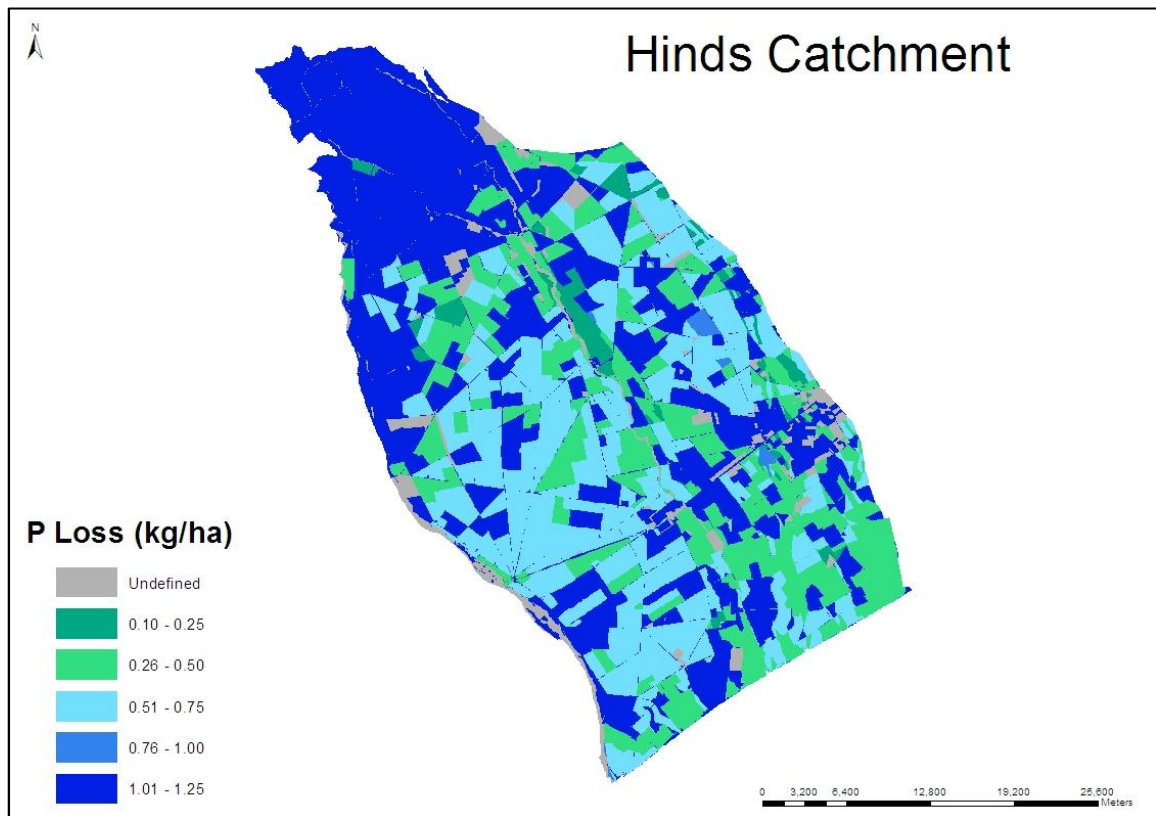 N
Hinds Catchment
P Loss (kg/ha)
Undefined
0.10 - 0.25
0.26 - 0.50
0.51 - 0.75
0.76 - 1.00
1.01 - 1.25
0 3,200 6,400 12,800 19,200 25,600
Meters